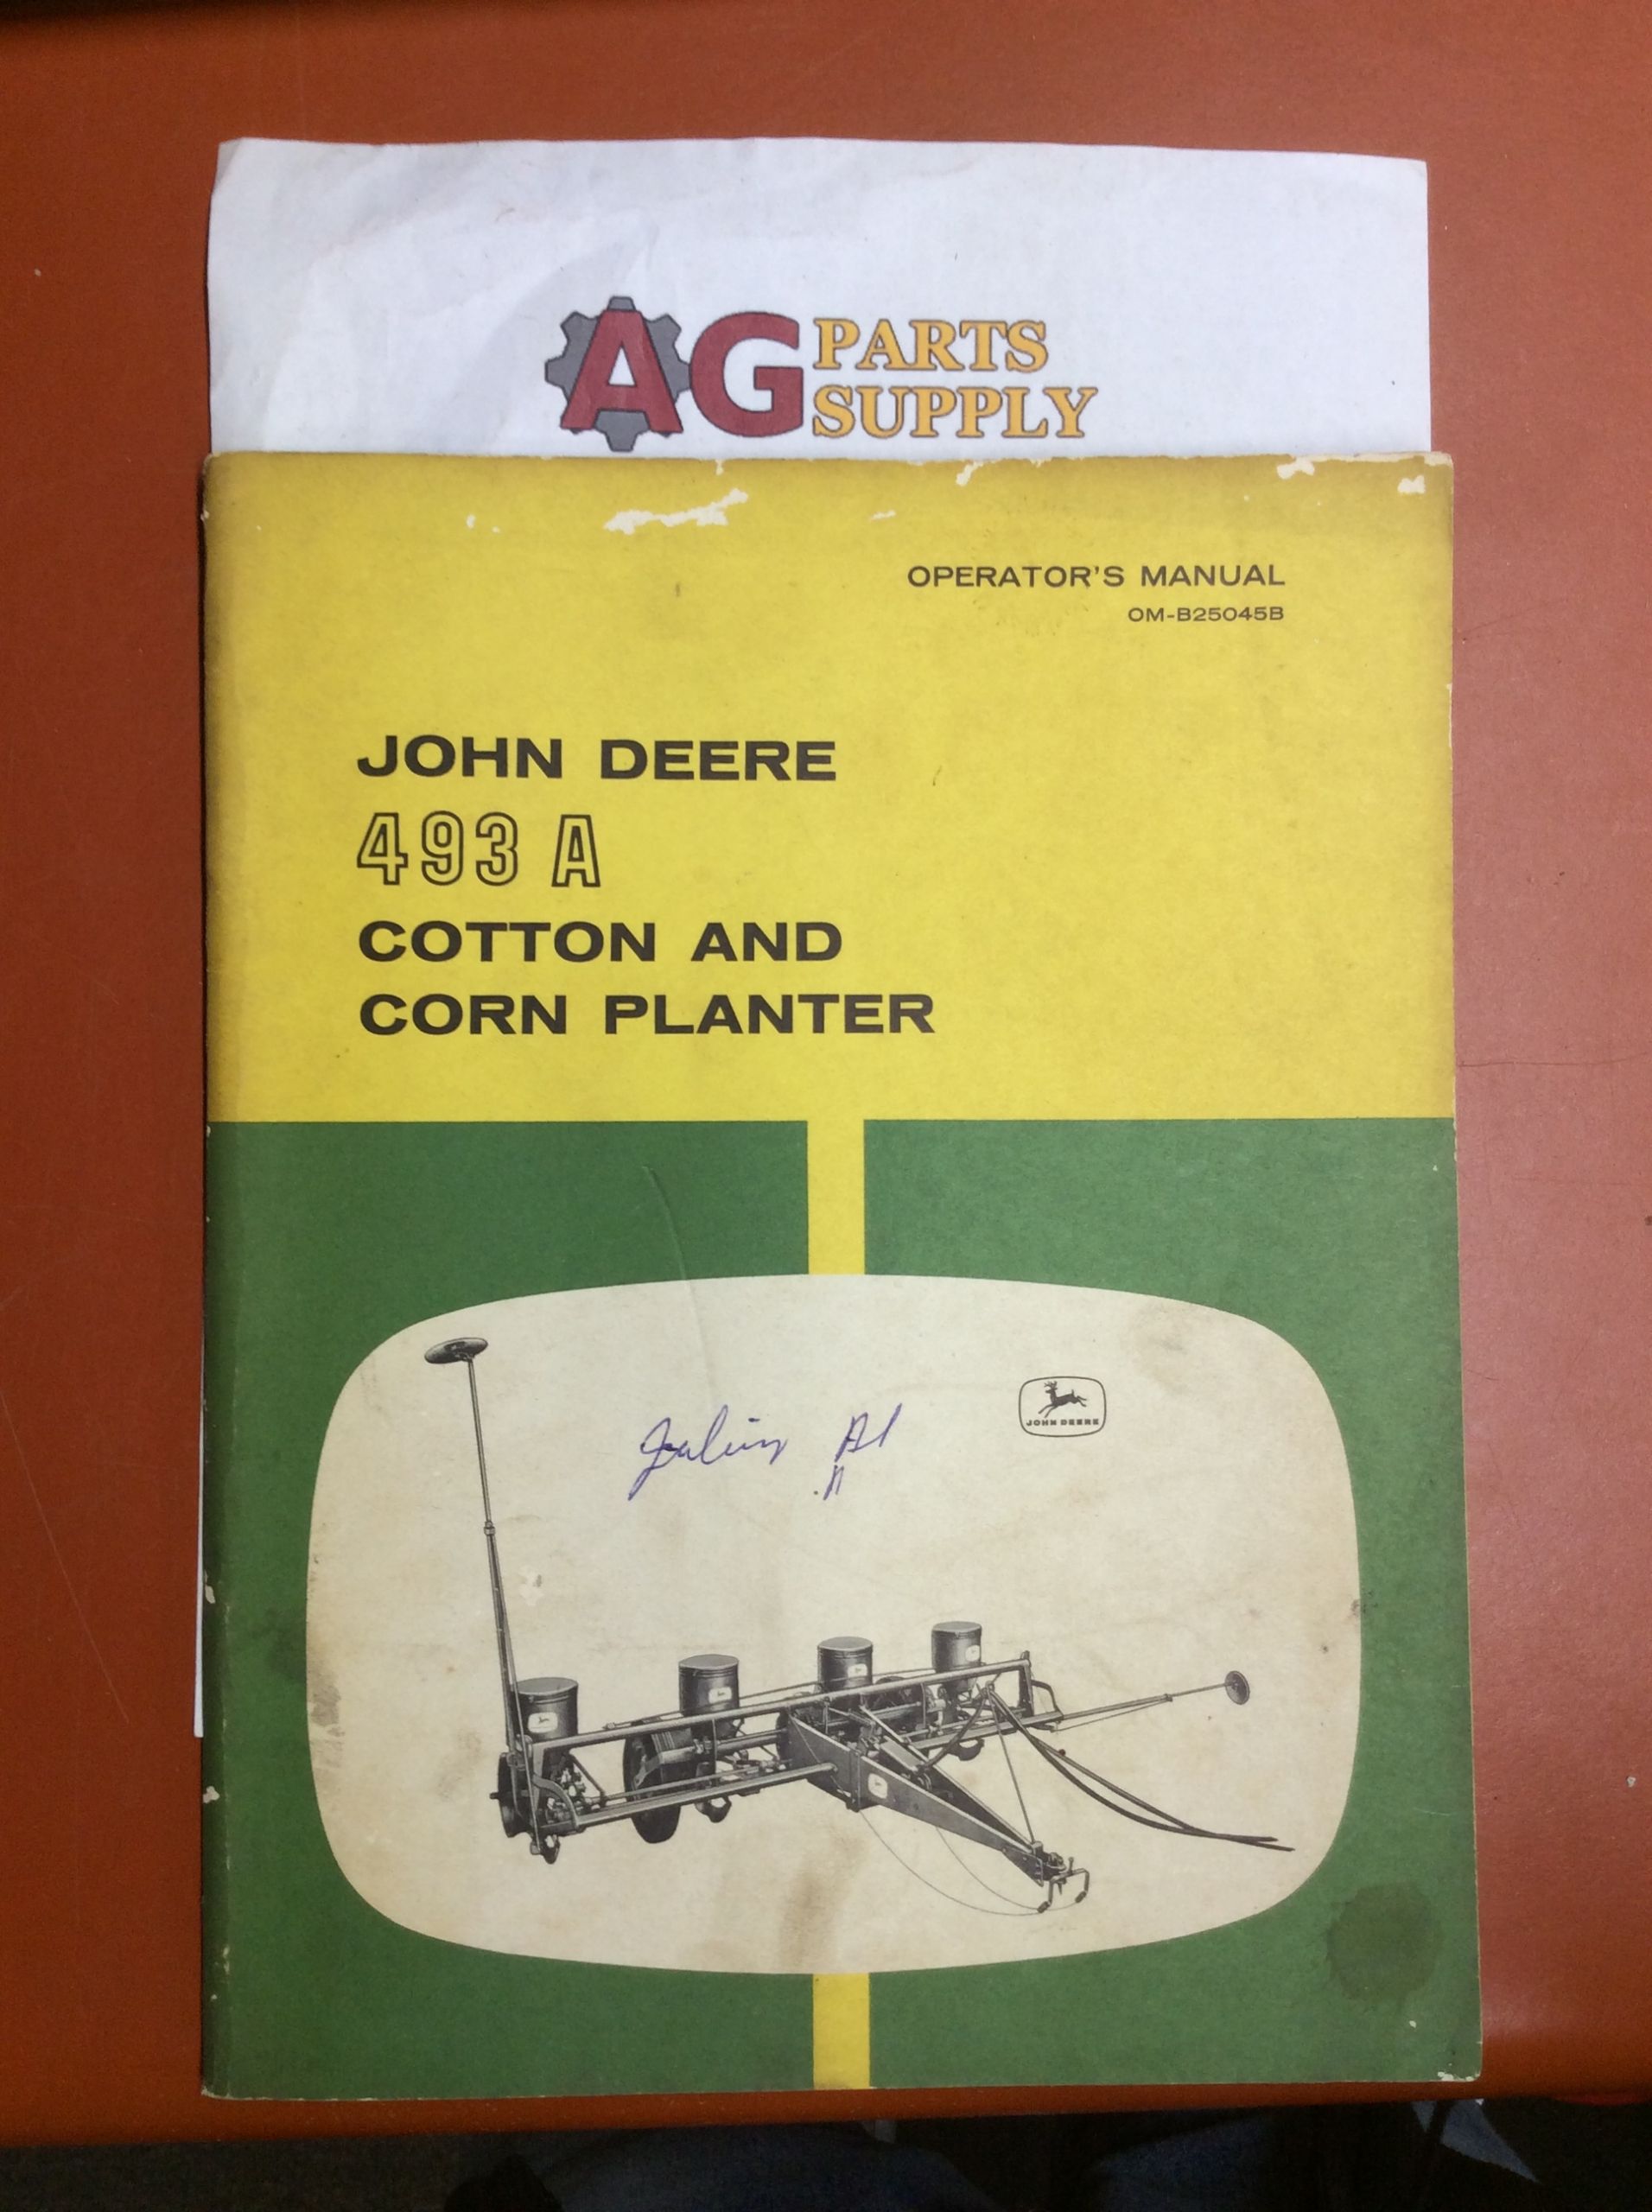 AG PARTS
SUPPLY
OPERATOR'S MANUAL
OM-B25045B
JOHN DEERE
493 A
COTTON AND
CORN PLANTER
JOHN DEERE